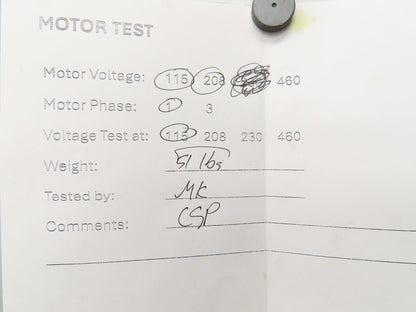 MOTOR TEST
Motor Voltage: 115 208 460
Motor Phase: 1 3
Voltage Test at: 115 208 230 460
Weight: 51 lbs
Tested by: MK
Comments: CSP